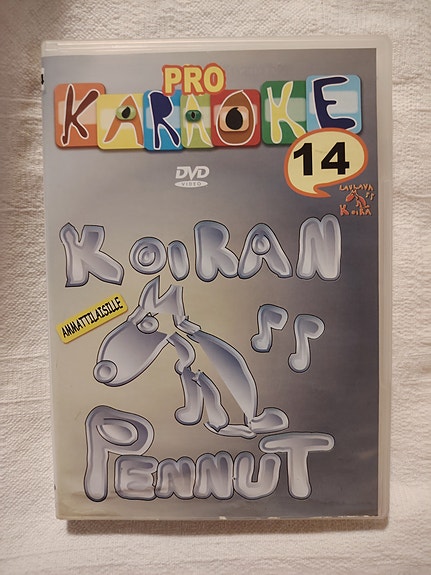 PRO
KARAOKE
14
DVD
VIDEO
LAULAVA
KOIRA
KOIRAN
AMMATTILAISILLE
PENNUT